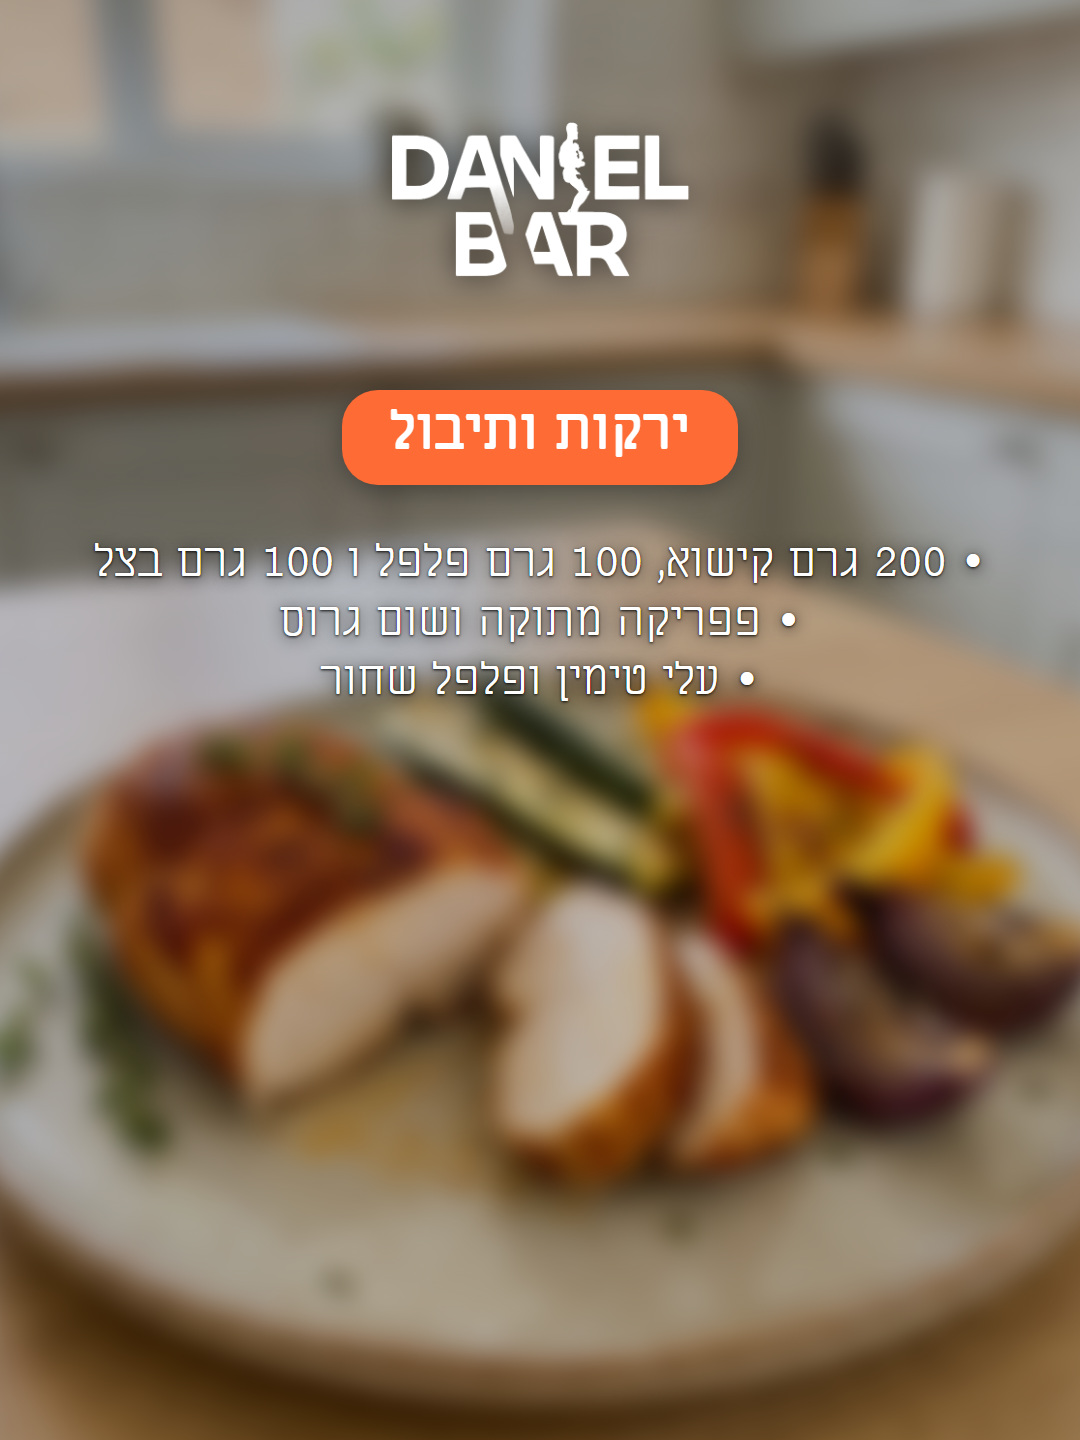 DANIEL
BAR
ירקות ותיבול
• 200 גרם קישוא, 100 גרם פלפל ו 100 גרם בצל
• פפריקה מתוקה ושום גרוס
• עלי טימין ופלפל שחור